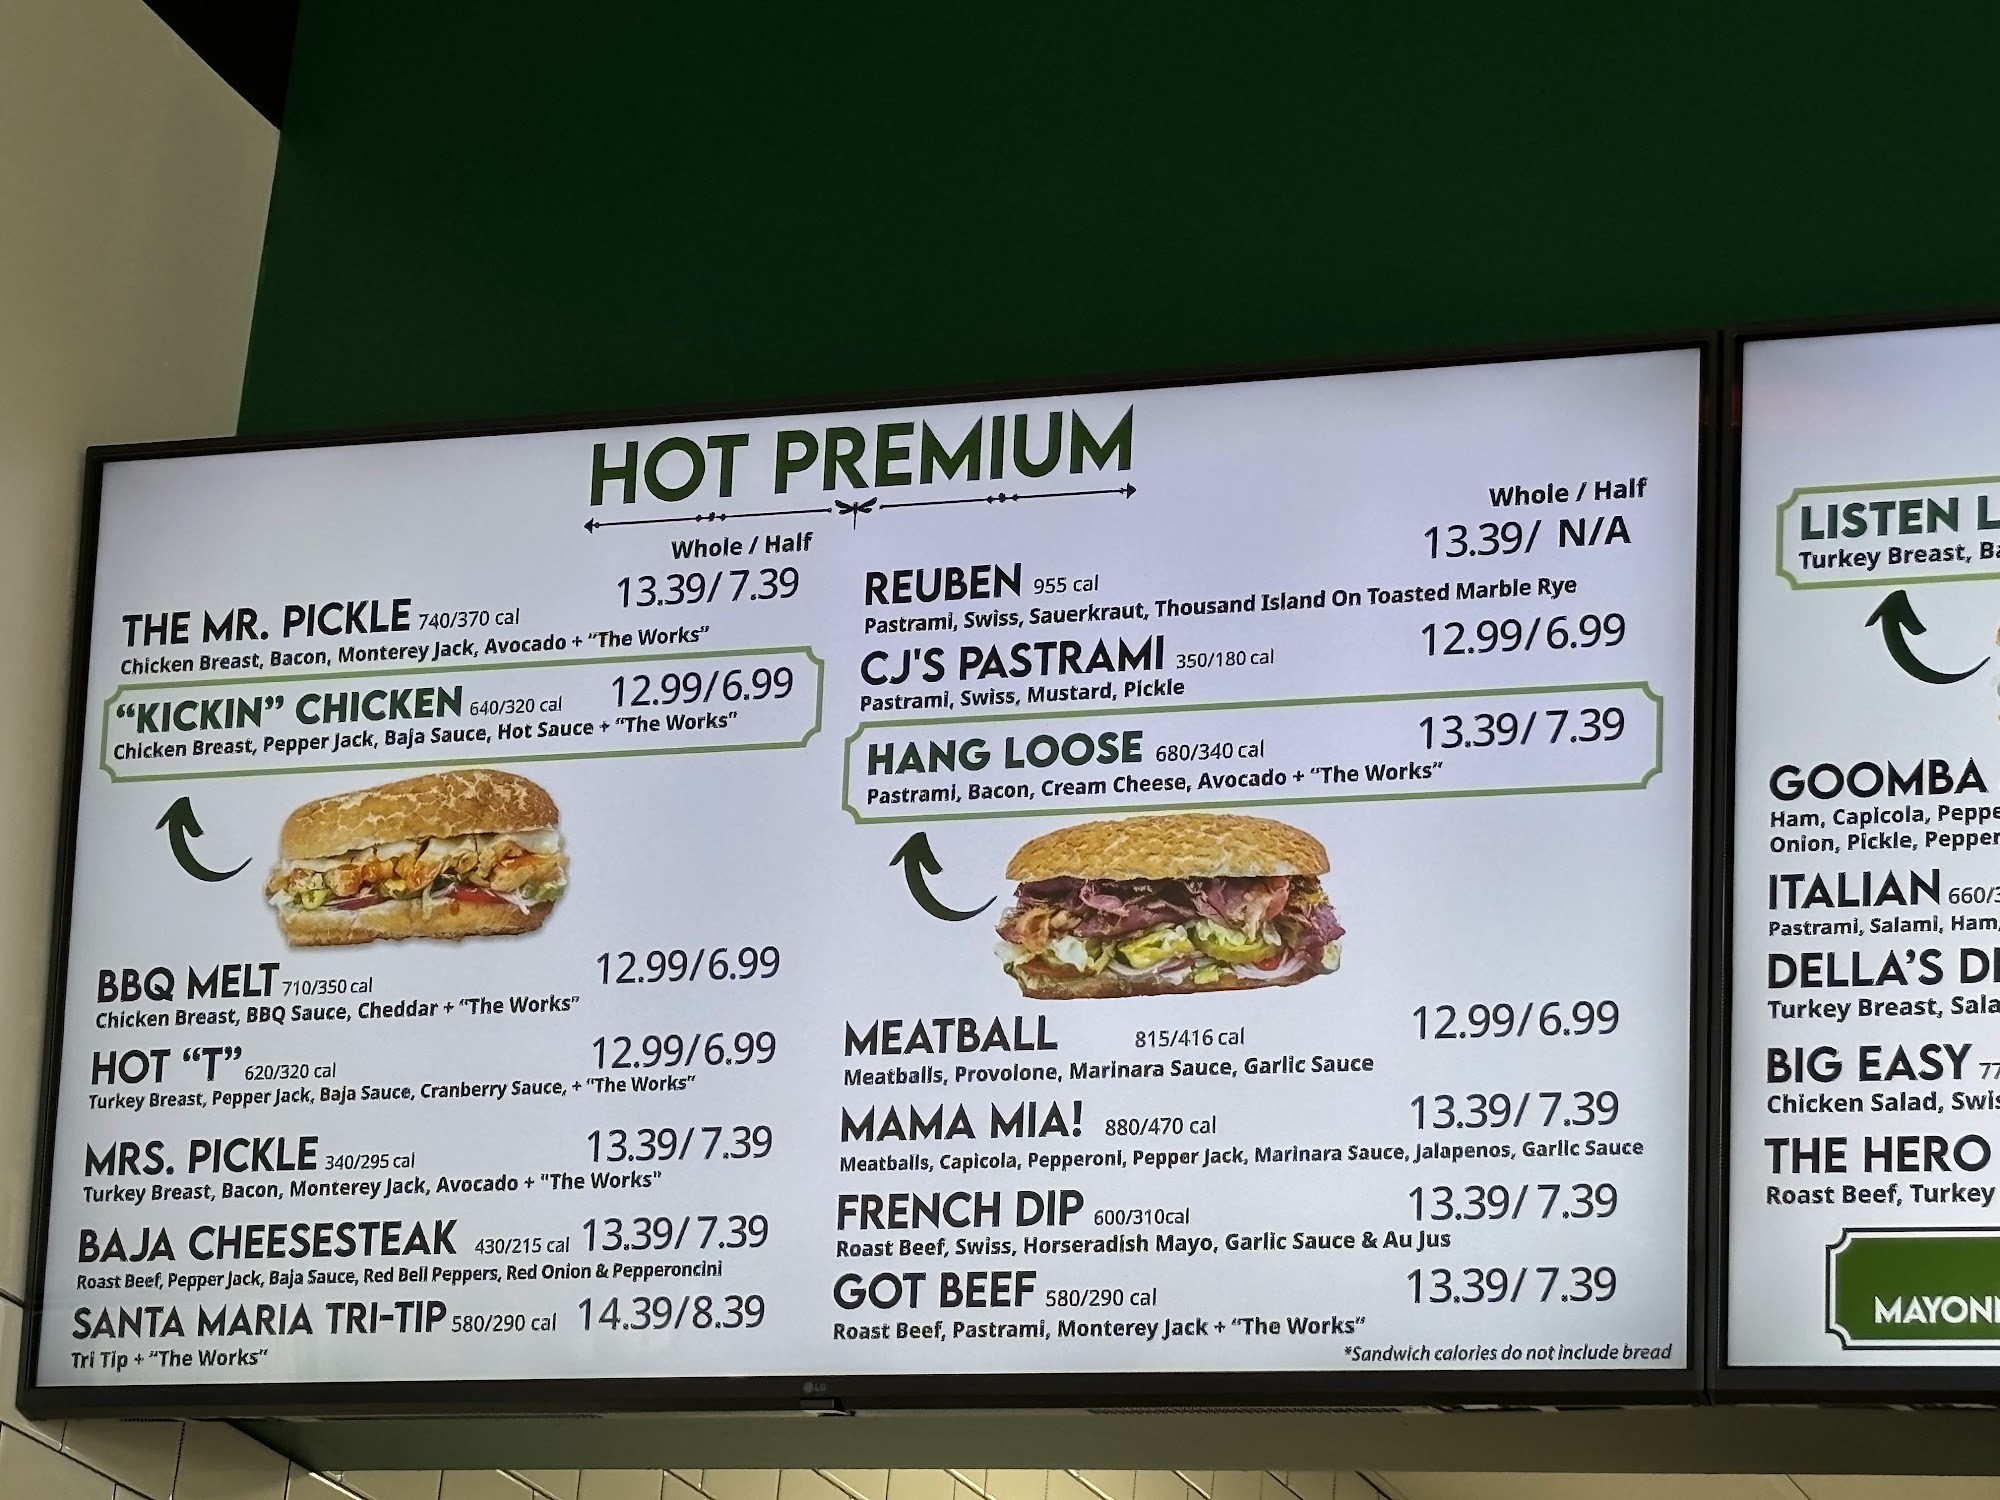 HOT PREMIUM
Whole / Half
THE MR. PICKLE 740/370 cal 13.39/7.39
Chicken Breast, Bacon, Monterey Jack, Avocado + "The Works"
“KICKIN” CHICKEN 640/320 cal 12.99/6.99
Chicken Breast, Pepper Jack, Baja Sauce, Hot Sauce + "The Works"
BBQ MELT 710/350 cal 12.99/6.99
Chicken Breast, BBQ Sauce, Cheddar + "The Works"
HOT “T” 620/320 cal 12.99/6.99
Turkey Breast, Pepper Jack, Baja Sauce, Cranberry Sauce, + "The Works"
MRS. PICKLE 340/295 cal 13.39/7.39
Turkey Breast, Bacon, Monterey Jack, Avocado + "The Works"
BAJA CHEESESTEAK 430/215 cal 13.39/7.39
Roast Beef, Pepper Jack, Baja Sauce, Red Bell Peppers, Red Onion & Pepperoncini
SANTA MARIA TRI-TIP 580/290 cal 14.39/8.39
Tri Tip + "The Works"
Whole / Half
REUBEN 955 cal 13.39/ N/A
Pastrami, Swiss, Sauerkraut, Thousand Island On Toasted Marble Rye
CJ'S PASTRAMI 350/180 cal 12.99/6.99
Pastrami, Swiss, Mustard, Pickle
HANG LOOSE 680/340 cal 13.39/7.39
Pastrami, Bacon, Cream Cheese, Avocado + "The Works"
MEATBALL 815/416 cal 12.99/6.99
Meatballs, Provolone, Marinara Sauce, Garlic Sauce
MAMA MIA! 880/470 cal 13.39/7.39
Meatballs, Capicola, Pepperoni, Pepper Jack, Marinara Sauce, Jalapenos, Garlic Sauce
FRENCH DIP 600/310cal 13.39/7.39
Roast Beef, Swiss, Horseradish Mayo, Garlic Sauce & Au Jus
GOT BEEF 580/290 cal 13.39/7.39
Roast Beef, Pastrami, Monterey Jack + "The Works"
*Sandwich calories do not include bread
LG
LISTEN
Turkey Breast,
GOOMBA
Ham, Capicola,
Onion, Pickle,
ITALIAN
Pastrami, Salami, Ham,
DELLA'S
Turkey Breast,
BIG EASY
Chicken Salad,
THE HERO
Roast Beef, Turkey